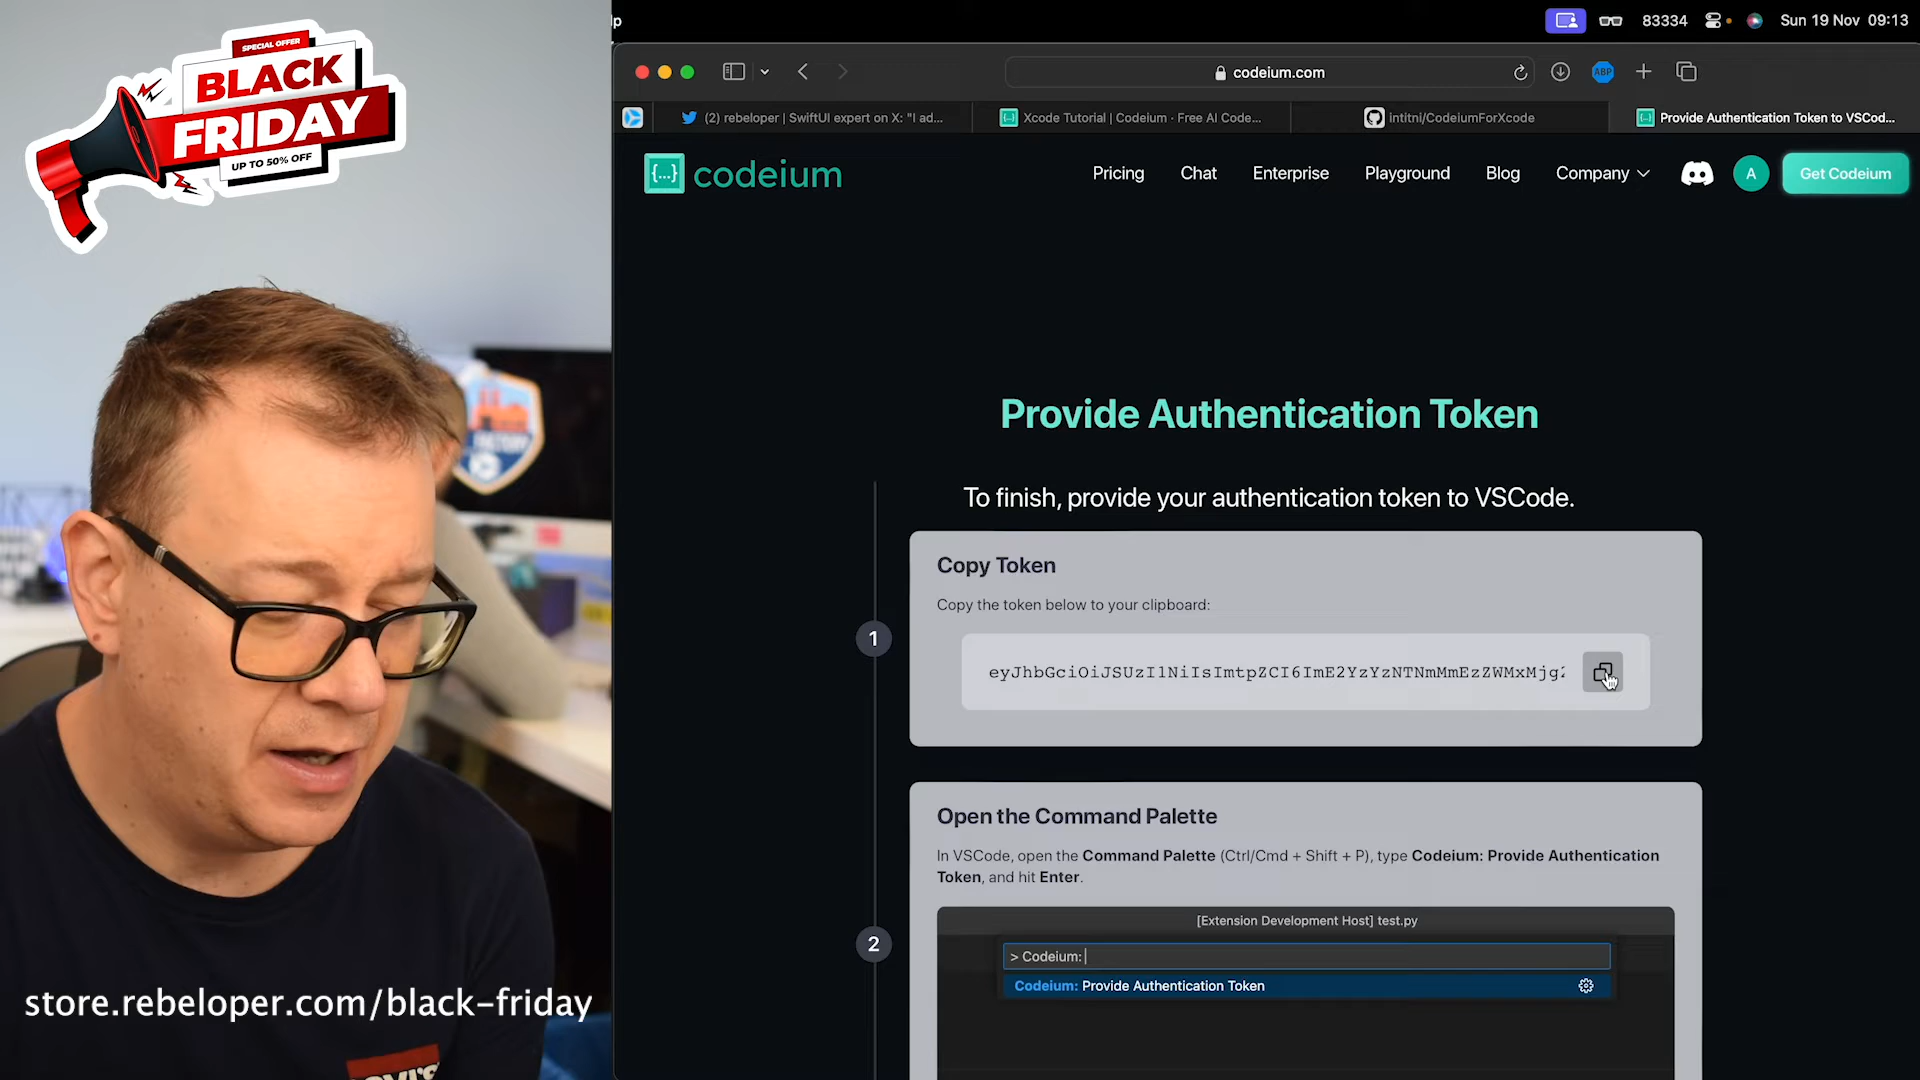 SPECIAL OFFER
BLACK
FRIDAY
UP TO 50% OFF
83334
Sun 19 Nov 09:13
codeium.com
ABP
(2) rebeloper | SwiftUI expert on X: "I ad...
Xcode Tutorial | Codeium · Free AI Code...
intitni/CodeiumForXcode
Provide Authentication Token to VSCod...
{...} codeium
Pricing
Chat
Enterprise
Playground
Blog
Company
A
Get Codeium
Provide Authentication Token
To finish, provide your authentication token to VSCode.
1
Copy Token
Copy the token below to your clipboard:
eyJhbGciOiJSUzI1NiIsImtpZCI6ImE2YzYzNTNmMmEzZWMxMjg
2
Open the Command Palette
In VSCode, open the Command Palette (Ctrl/Cmd + Shift + P), type Codeium: Provide Authentication
Token, and hit Enter.
[Extension Development Host] test.py
> Codeium:
Codeium: Provide Authentication Token
store.rebeloper.com/black-friday